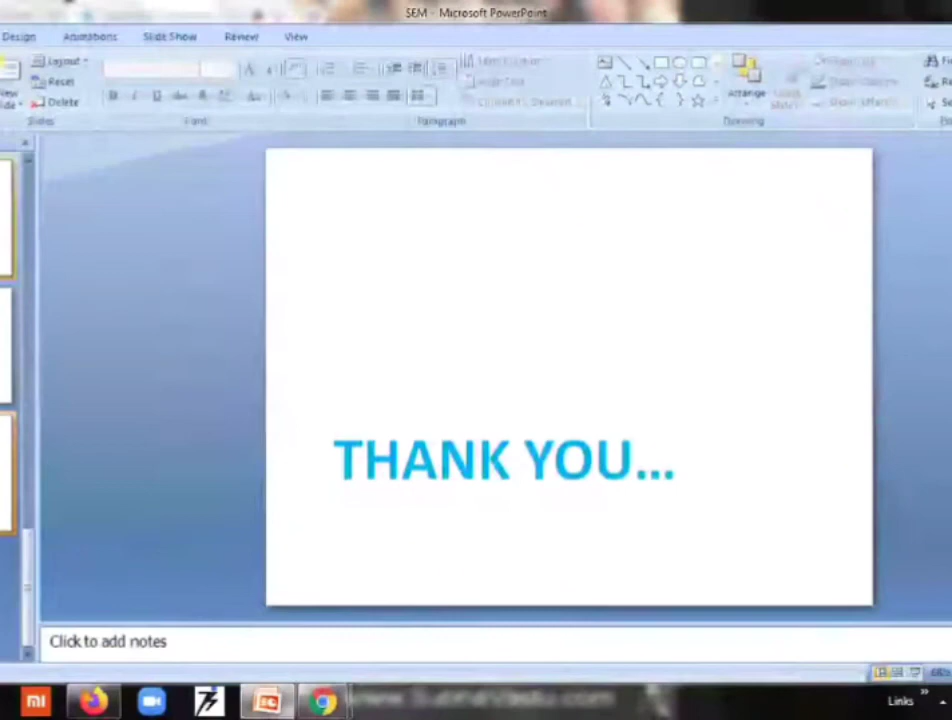 SEM - Microsoft PowerPoint
Design Animations Slide Show Review View
Layout
Reset
Delete
Slides Font Paragraph Drawing
Arrange
THANK YOU...
Click to add notes
mi
Links